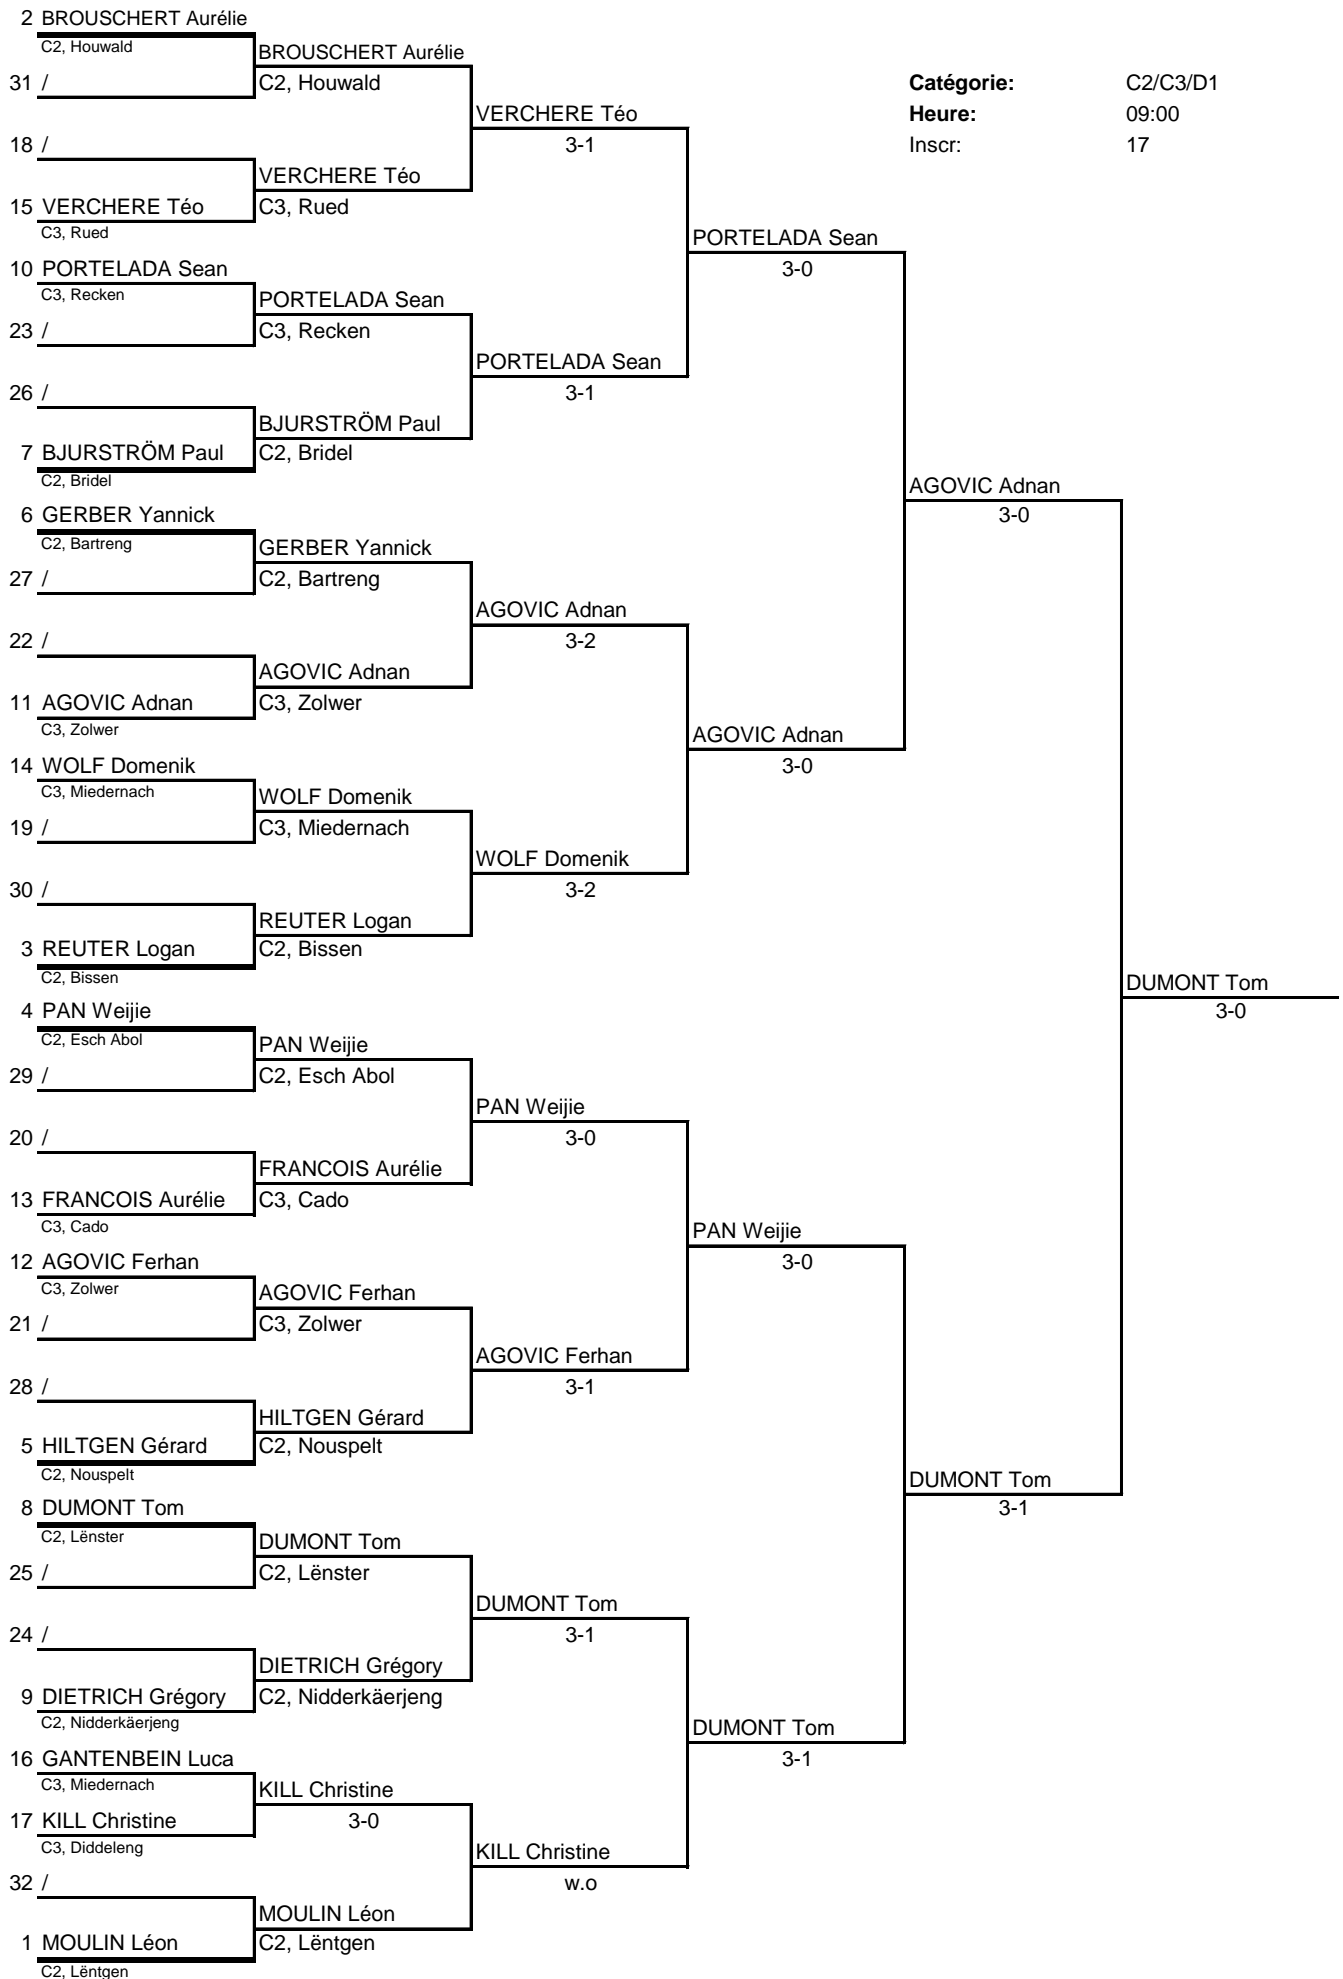 2 BROUSCHERT Aurélie
C2, Houwald
BROUSCHERT Aurélie
31 /
C2, Houwald
Catégorie: C2/C3/D1
VERCHERE Téo
Heure: 09:00
18 /
3-1
Inscr: 17
VERCHERE Téo
15 VERCHERE Téo
C3, Rued
C3, Rued
PORTELADA Sean
10 PORTELADA Sean
3-0
C3, Recken
PORTELADA Sean
23 /
C3, Recken
PORTELADA Sean
26 /
3-1
BJURSTRÖM Paul
7 BJURSTRÖM Paul
C2, Bridel
C2, Bridel
AGOVIC Adnan
6 GERBER Yannick
3-0
C2, Bartreng
GERBER Yannick
27 /
C2, Bartreng
AGOVIC Adnan
22 /
3-2
AGOVIC Adnan
11 AGOVIC Adnan
C3, Zolwer
C3, Zolwer
AGOVIC Adnan
14 WOLF Domenik
3-0
C3, Miedernach
WOLF Domenik
19 /
C3, Miedernach
WOLF Domenik
30 /
3-2
REUTER Logan
3 REUTER Logan
C2, Bissen
C2, Bissen
DUMONT Tom
4 PAN Weijie
3-0
C2, Esch Abol
PAN Weijie
29 /
C2, Esch Abol
PAN Weijie
20 /
3-0
FRANCOIS Aurélie
13 FRANCOIS Aurélie
C3, Cado
C3, Cado
PAN Weijie
12 AGOVIC Ferhan
3-0
C3, Zolwer
AGOVIC Ferhan
21 /
C3, Zolwer
AGOVIC Ferhan
28 /
3-1
HILTGEN Gérard
5 HILTGEN Gérard
C2, Nouspelt
C2, Nouspelt
DUMONT Tom
8 DUMONT Tom
3-1
C2, Lënster
DUMONT Tom
25 /
C2, Lënster
DUMONT Tom
24 /
3-1
DIETRICH Grégory
9 DIETRICH Grégory
C2, Nidderkäerjeng
C2, Nidderkäerjeng
DUMONT Tom
16 GANTENBEIN Luca
3-1
C3, Miedernach
KILL Christine
17 KILL Christine
3-0
C3, Diddeleng
KILL Christine
32 /
w.o
MOULIN Léon
1 MOULIN Léon
C2, Lëntgen
C2, Lëntgen